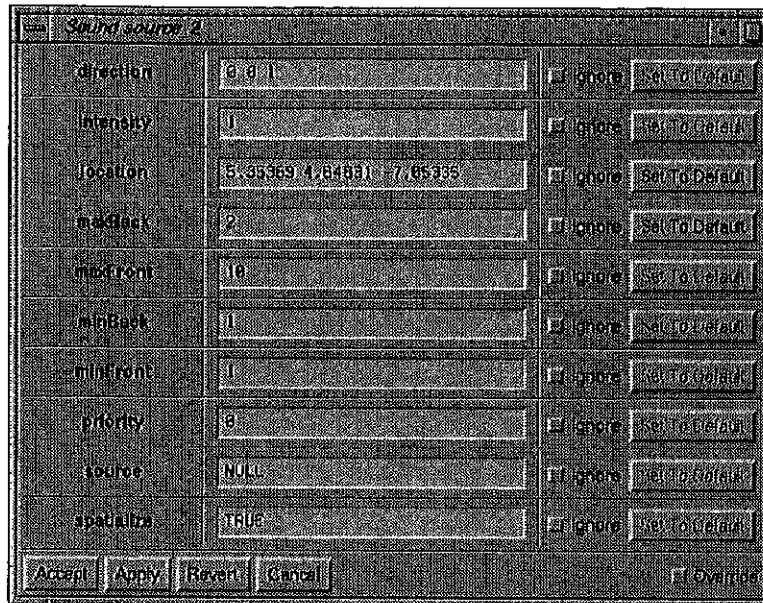 Sound source 2
direction 0 0 1 Ignore Set To Default
intensity 1 Ignore Set To Default
location 5.35369 4.64831 -7.05335 Ignore Set To Default
maxBack 2 Ignore Set To Default
maxFront 10 Ignore Set To Default
minBack 1 Ignore Set To Default
minFront 1 Ignore Set To Default
priority 0 Ignore Set To Default
source NULL Ignore Set To Default
spatialize TRUE Ignore Set To Default
Accept Apply Revert Cancel Override